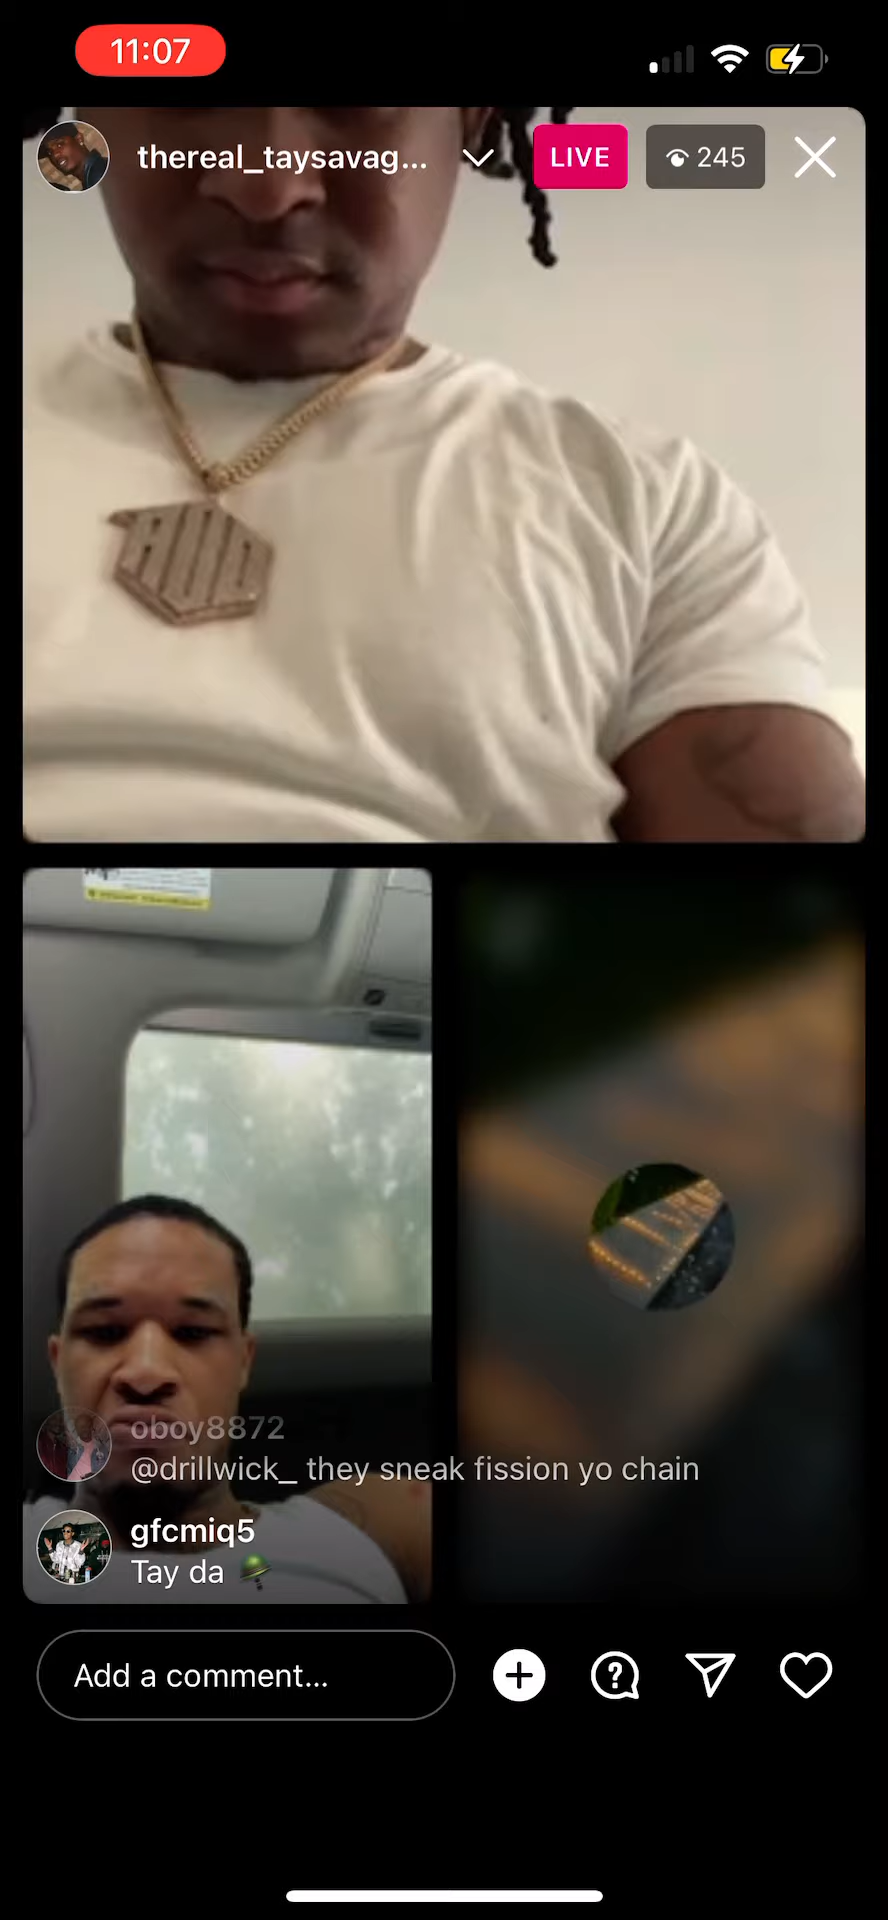 11:07
thereal_taysavag...
LIVE
245
oboy8872
@drillwick_ they sneak fission yo chain
gfcmiq5
Tay da
Add a comment...